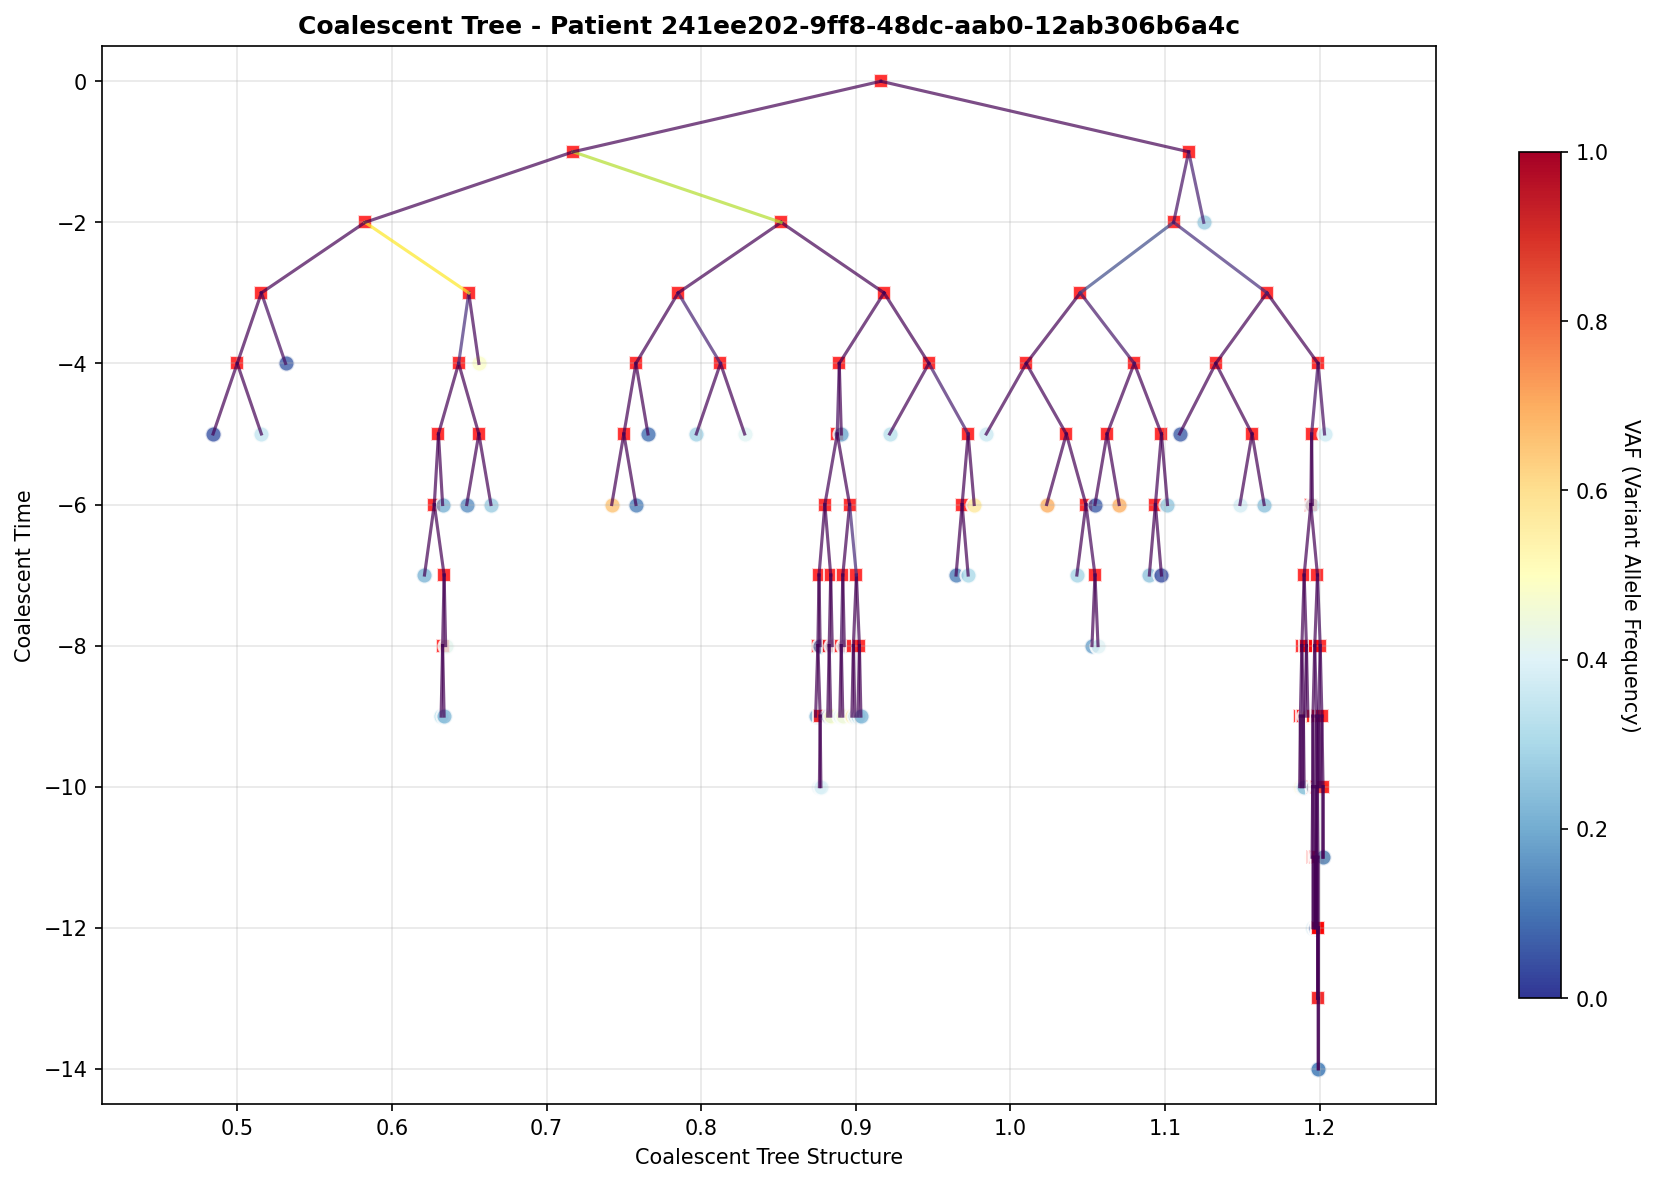 Coalescent Tree - Patient 241ee202-9ff8-48dc-aab0-12ab306b6a4c
0
−2
−4
−6
−8
−10
−12
−14
Coalescent Time
0.5 0.6 0.7 0.8 0.9 1.0 1.1 1.2
Coalescent Tree Structure
1.0
0.8
0.6
0.4
0.2
0.0
VAF (Variant Allele Frequency)